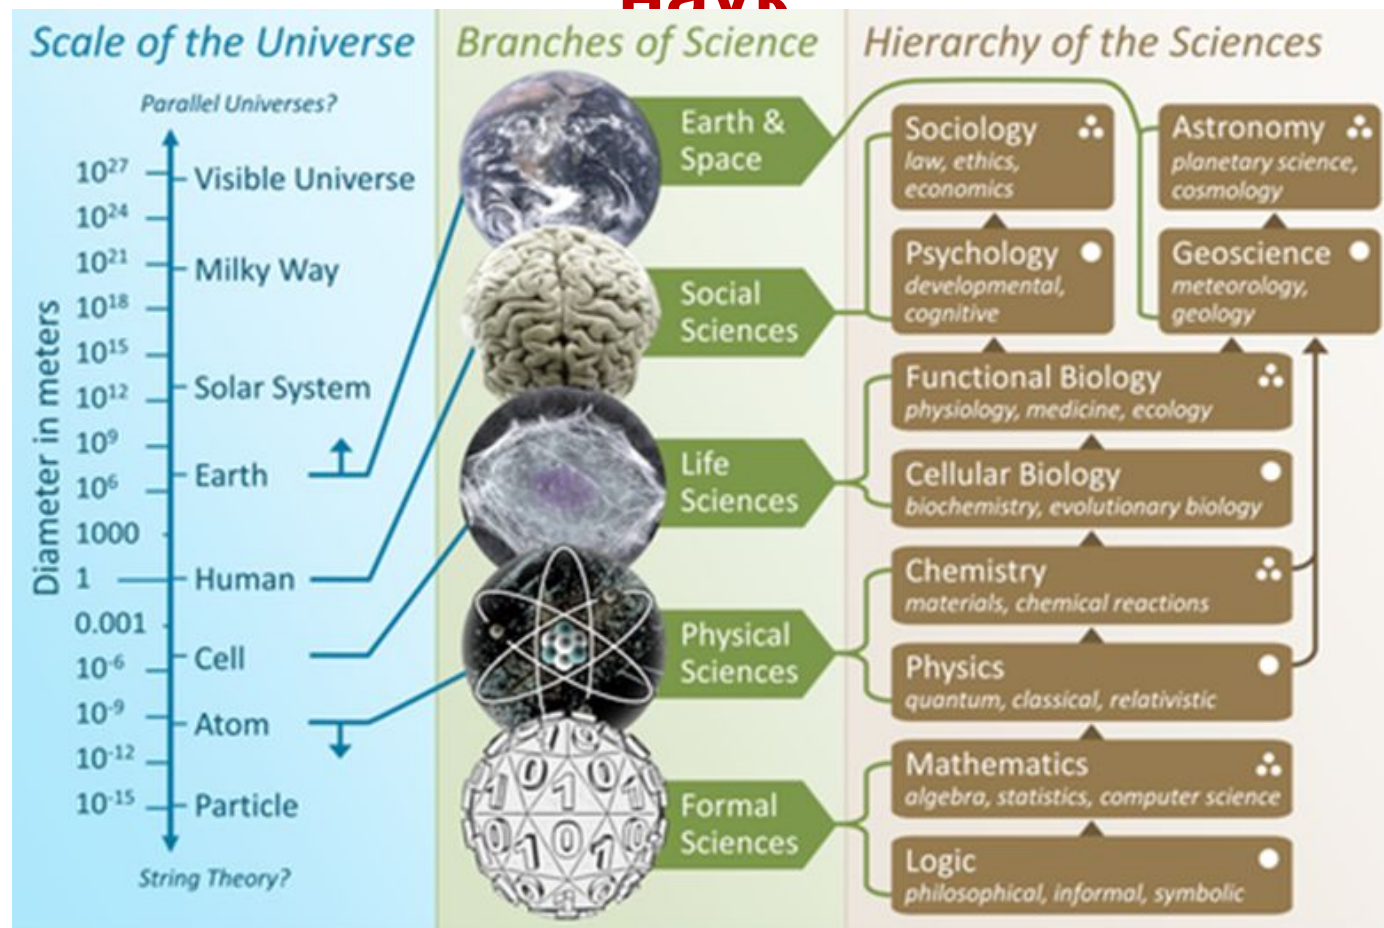 наук
Scale of the Universe
Parallel Universes?
Diameter in meters
10²⁷
Visible Universe
10²⁴
10²¹
Milky Way
10¹⁸
10¹⁵
Solar System
10¹²
10⁹
Earth
10⁶
1000
1
Human
0.001
Cell
10⁻⁶
10⁻⁹
Atom
10⁻¹²
10⁻¹⁵
Particle
String Theory?
Branches of Science
Earth &
Space
Social
Sciences
Life
Sciences
Physical
Sciences
Formal
Sciences
Hierarchy of the Sciences
Sociology
law, ethics,
economics
Astronomy
planetary science,
cosmology
Psychology
developmental,
cognitive
Geoscience
meteorology,
geology
Functional Biology
physiology, medicine, ecology
Cellular Biology
biochemistry, evolutionary biology
Chemistry
materials, chemical reactions
Physics
quantum, classical, relativistic
Mathematics
algebra, statistics, computer science
Logic
philosophical, informal, symbolic